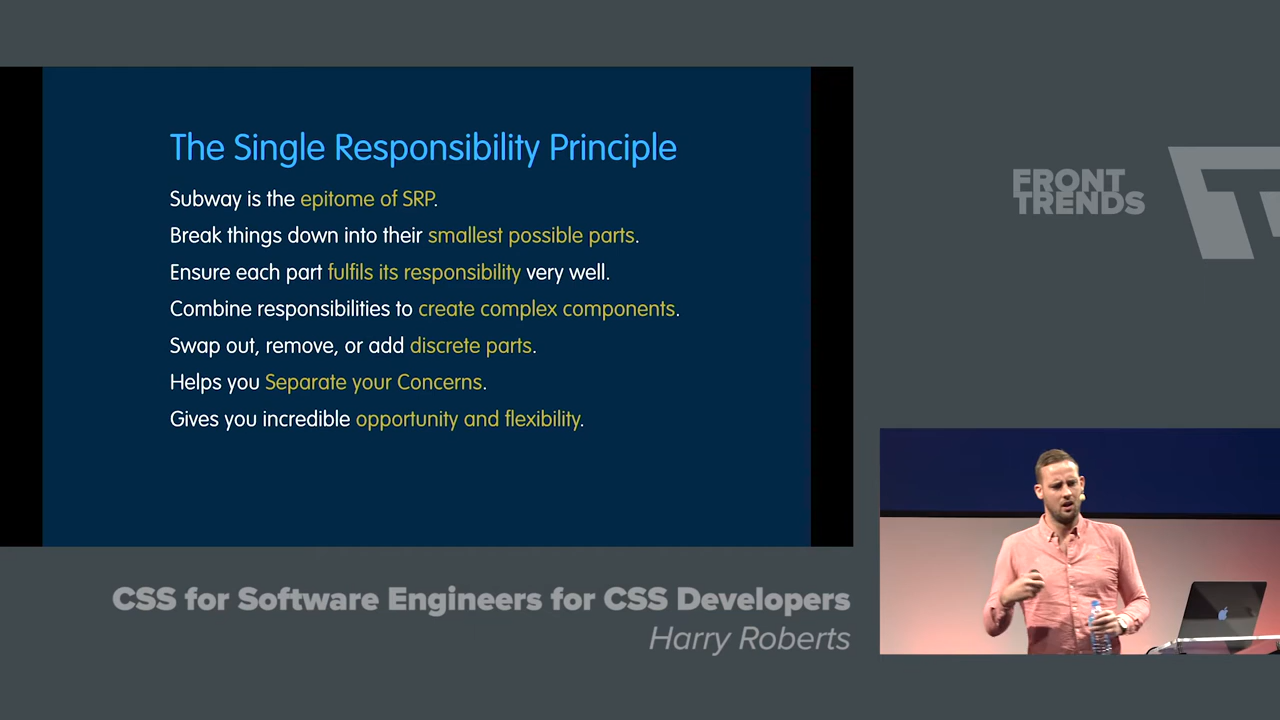 The Single Responsibility Principle
Subway is the epitome of SRP.
Break things down into their smallest possible parts.
Ensure each part fulfils its responsibility very well.
Combine responsibilities to create complex components.
Swap out, remove, or add discrete parts.
Helps you Separate your Concerns.
Gives you incredible opportunity and flexibility.
FRONT
TRENDS
CSS for Software Engineers for CSS Developers
Harry Roberts